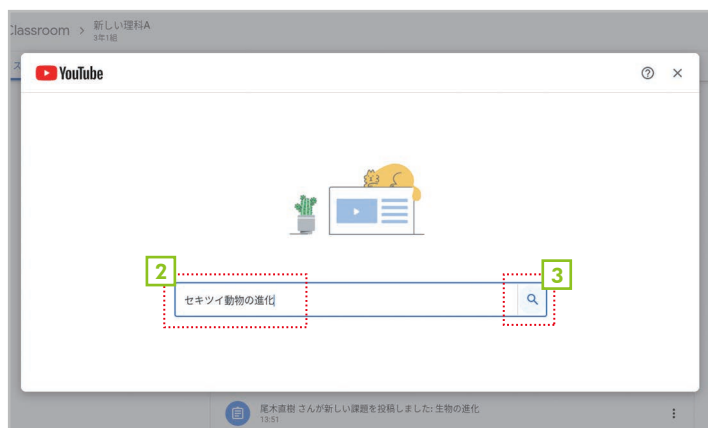 Classroom > 新しい理科A
3年1組
ス
YouTube
2
3
セキツイ動物の進化
尾木直樹 さんが新しい課題を投稿しました: 生物の進化
13:51